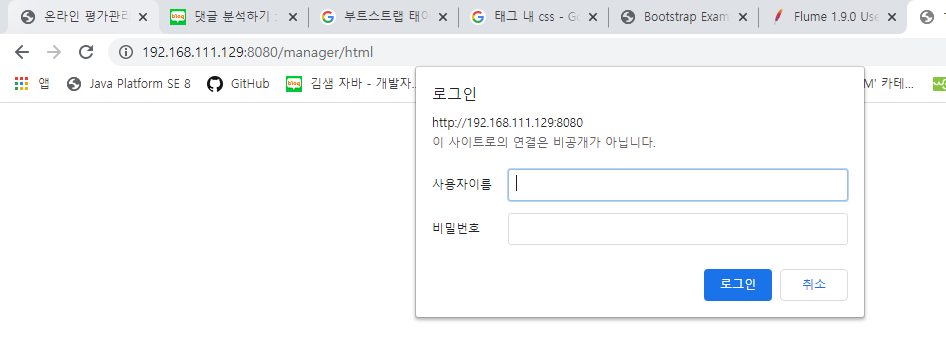 온라인 평가관리
댓글 분석하기 :
부트스트랩 테이
태그 내 css - Go
Bootstrap Exam
Flume 1.9.0 Use
192.168.111.129:8080/manager/html
앱
Java Platform SE 8
GitHub
김샘 자바 - 개발자...
M' 카테...
로그인
http://192.168.111.129:8080
이 사이트로의 연결은 비공개가 아닙니다.
사용자이름
비밀번호
로그인
취소